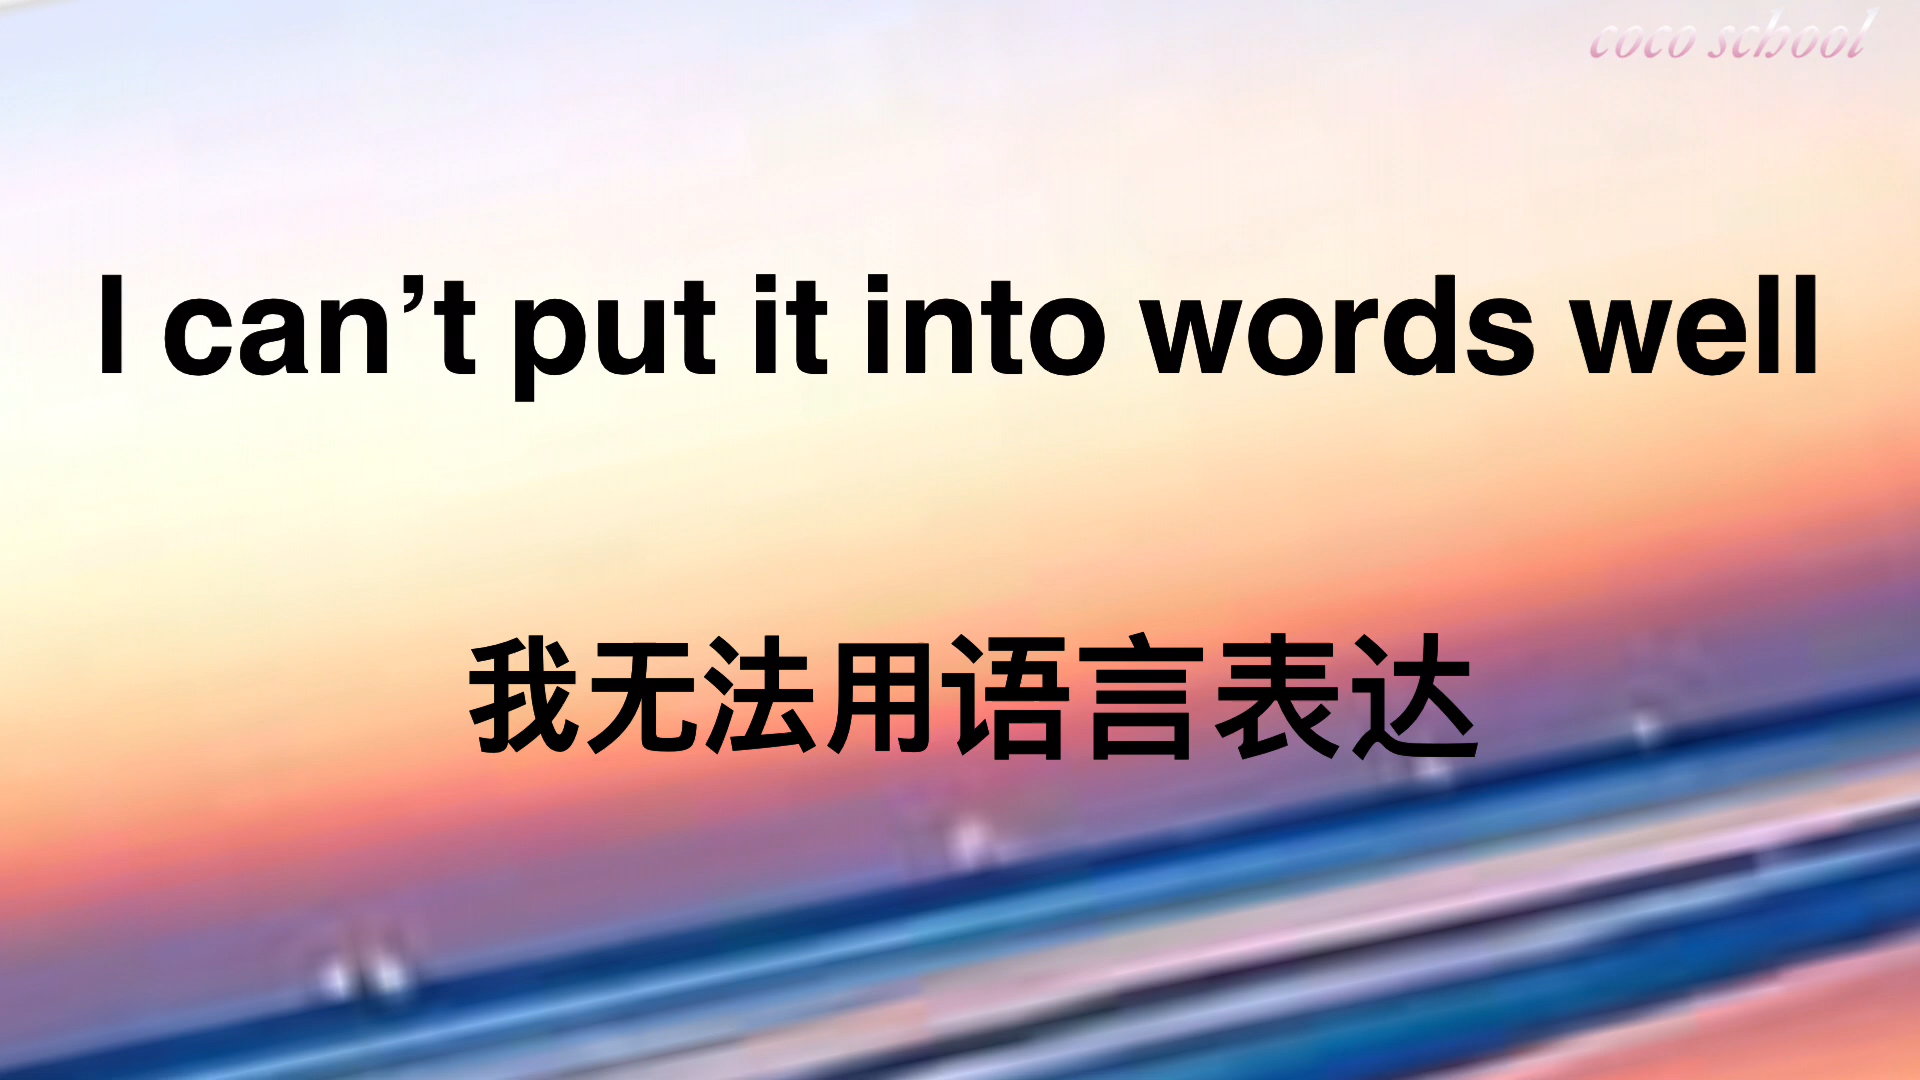 coco school
I can’t put it into words well
我无法用语言表达